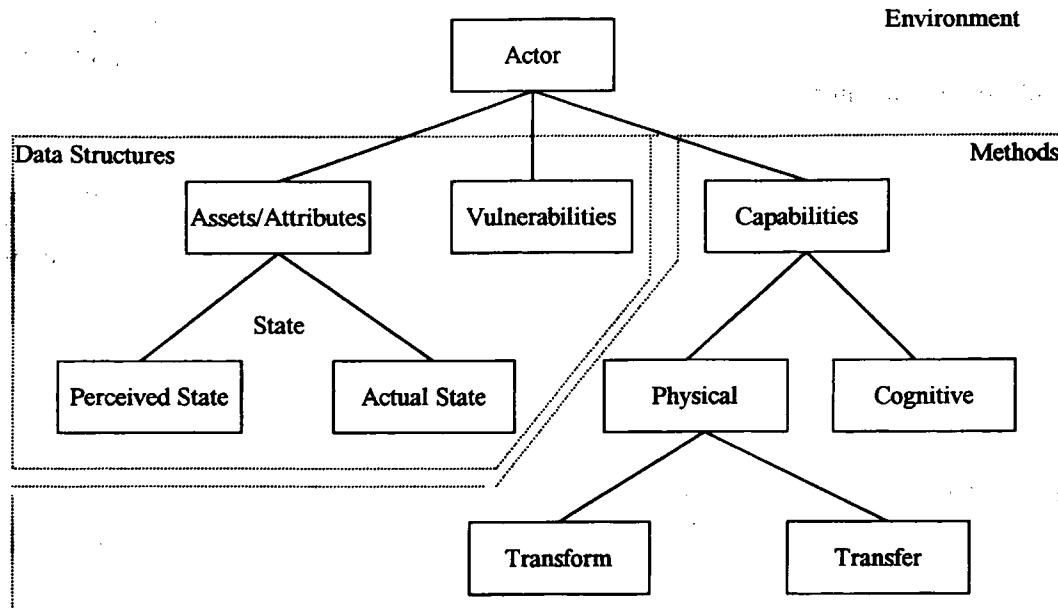 Environment
Actor
Data Structures
Methods
Assets/Attributes
Vulnerabilities
Capabilities
State
Perceived State
Actual State
Physical
Cognitive
Transform
Transfer